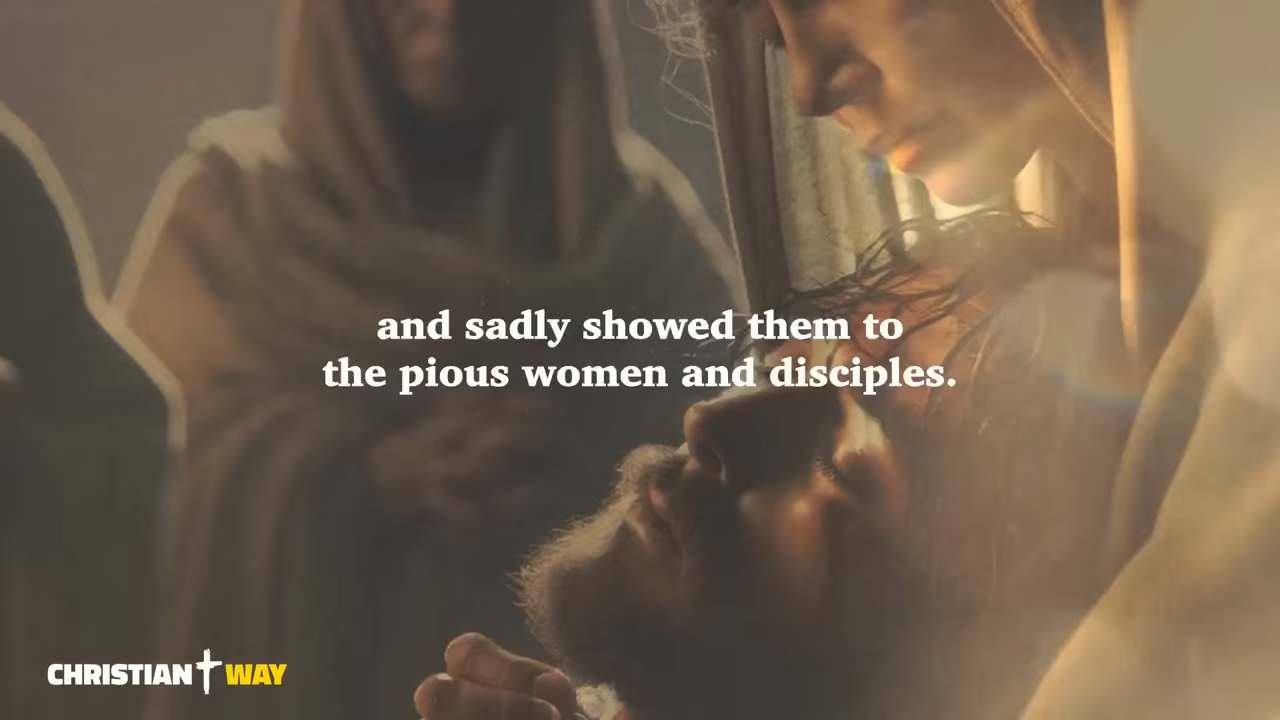 and sadly showed them to
the pious women and disciples.
CHRISTIAN WAY